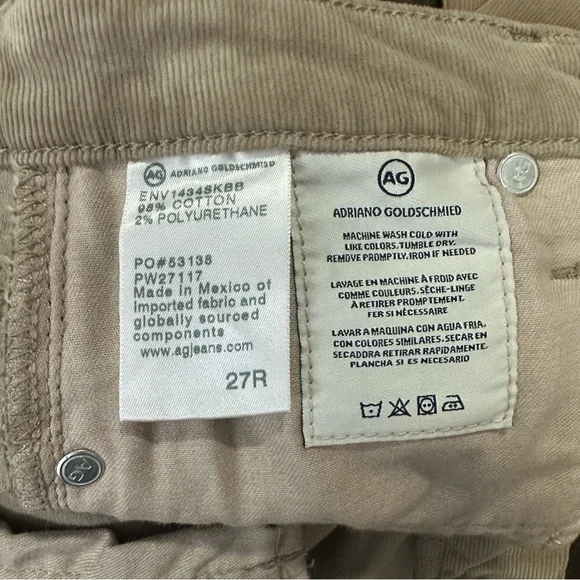 AG ADRIANO GOLDSCHMIED
ENV1434SKBB
98% COTTON
2% POLYURETHANE
PO#53138
PW27117
Made in Mexico of
imported fabric and
globally sourced
components
www.agjeans.com
27R
AG
ADRIANO GOLDSCHMIED
MACHINE WASH COLD WITH
LIKE COLORS. TUMBLE DRY.
REMOVE PROMPTLY, IRON IF NEEDED
LAVAGE EN MACHINE À FROID AVEC
COMME COULEURS. SÈCHE-LINGE
À RETIRER PROMPTEMENT.
FER SI NÉCESSAIRE
LAVAR A MAQUINA CON AGUA FRIA.
CON COLORES SIMILARES. SECAR EN
SECADORA RETIRAR RAPIDAMENTE.
PLANCHA SI ES NECESARIO